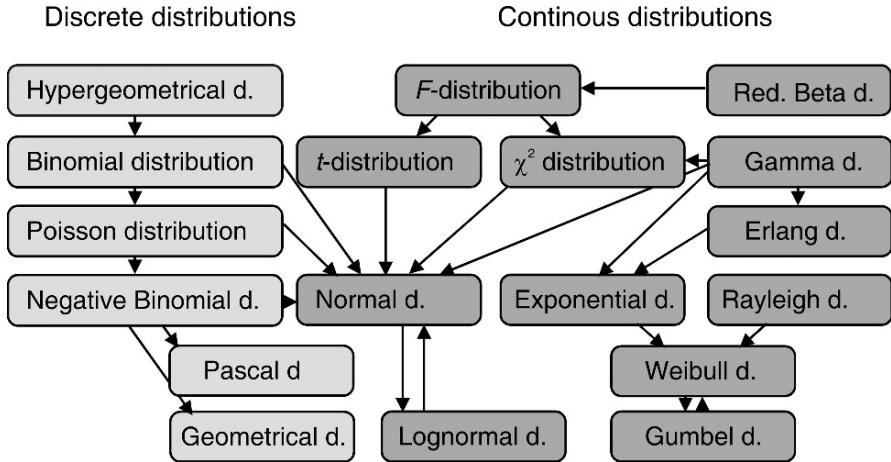 Discrete distributions
Continous distributions
Hypergeometrical d.
F-distribution
Red. Beta d.
Binomial distribution
t-distribution
χ² distribution
Gamma d.
Poisson distribution
Erlang d.
Negative Binomial d.
Normal d.
Exponential d.
Rayleigh d.
Pascal d
Weibull d.
Geometrical d.
Lognormal d.
Gumbel d.